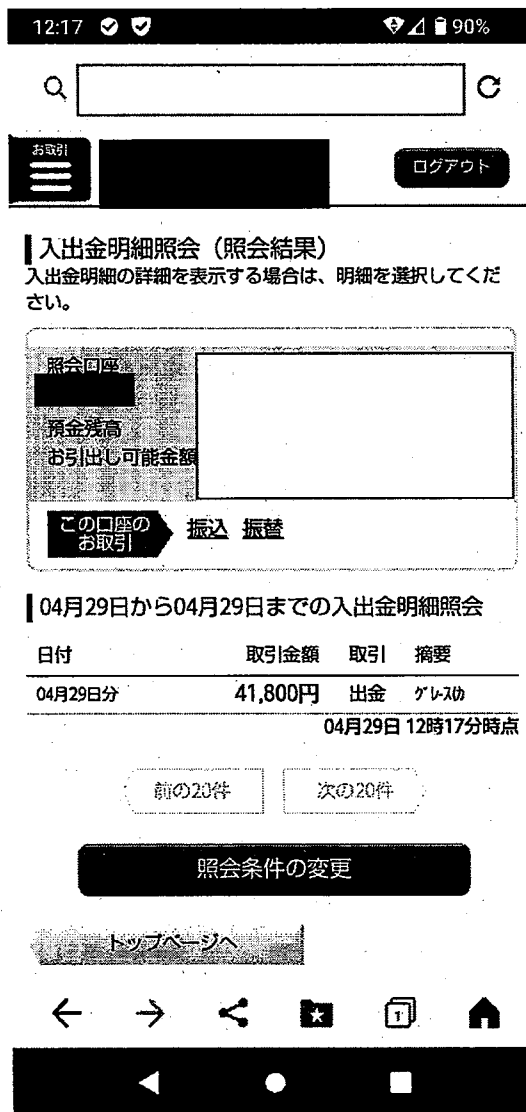 12:17
90%
お取引
ログアウト
入出金明細照会（照会結果）
入出金明細の詳細を表示する場合は、明細を選択してくだ
さい。
照会口座
預金残高
お引出し可能金額
この口座の
お取引
振込 振替
04月29日から04月29日までの入出金明細照会
日付 取引金額 取引 摘要
04月29日分 41,800円 出金 ｸﾞﾚｰｽ
04月29日 12時17分時点
前の20件 次の20件
照会条件の変更
トップページへ